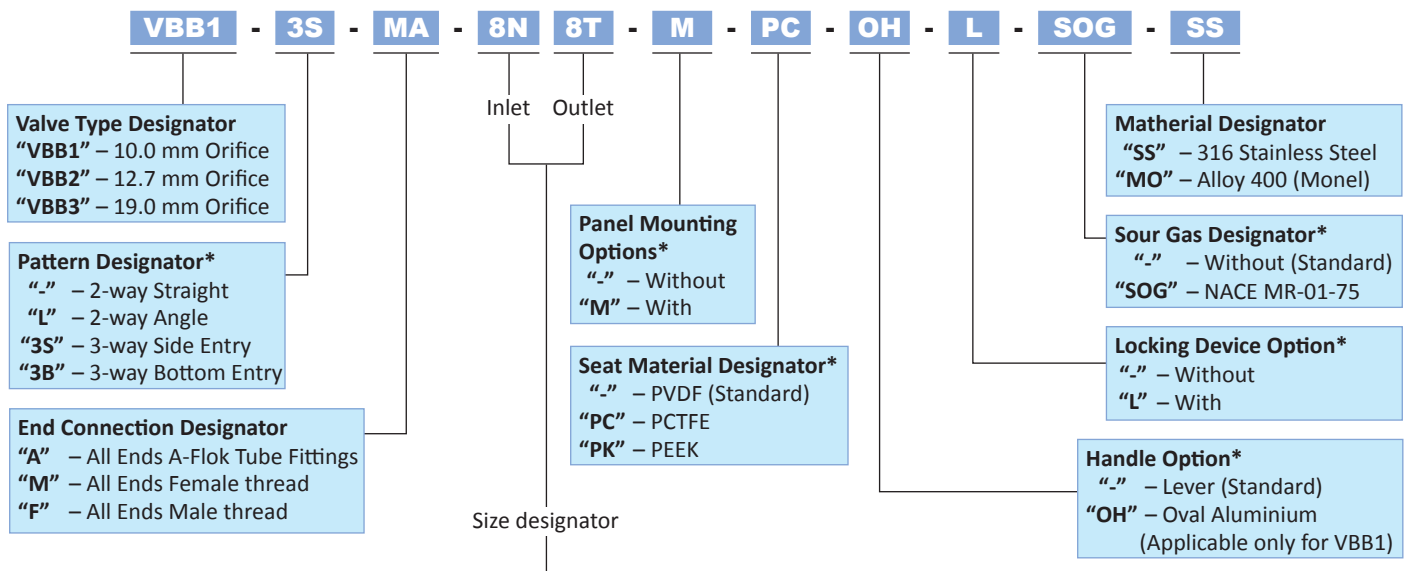 VBB1 - 3S - MA - 8N 8T - M - PC - OH - L - SOG - SS
Inlet Outlet
Valve Type Designator
“VBB1” – 10.0 mm Orifice
“VBB2” – 12.7 mm Orifice
“VBB3” – 19.0 mm Orifice
Pattern Designator*
“-” – 2-way Straight
“L” – 2-way Angle
“3S” – 3-way Side Entry
“3B” – 3-way Bottom Entry
End Connection Designator
“A” – All Ends A-Flok Tube Fittings
“M” – All Ends Female thread
“F” – All Ends Male thread
Size designator
Panel Mounting
Options*
“-” – Without
“M” – With
Seat Material Designator*
“-” – PVDF (Standard)
“PC” – PCTFE
“PK” – PEEK
Matherial Designator
“SS” – 316 Stainless Steel
“MO” – Alloy 400 (Monel)
Sour Gas Designator*
“-” – Without (Standard)
“SOG” – NACE MR-01-75
Locking Device Option*
“-” – Without
“L” – With
Handle Option*
“-” – Lever (Standard)
“OH” – Oval Aluminium
(Applicable only for VBB1)